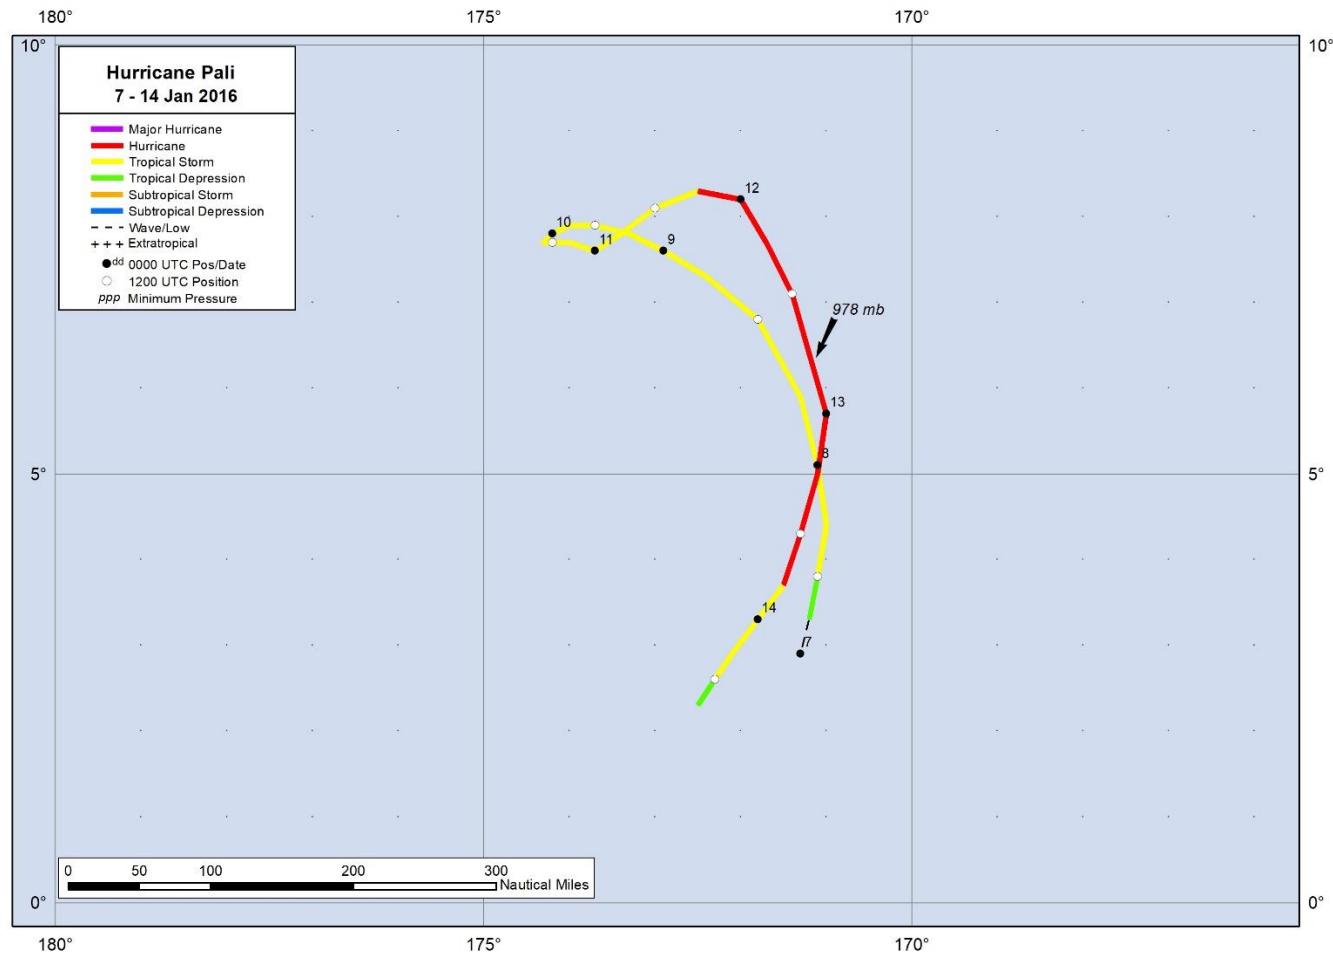 180° 175° 170°
10° 10°
Hurricane Pali
7 - 14 Jan 2016
Major Hurricane
Hurricane
Tropical Storm
Tropical Depression
Subtropical Storm
Subtropical Depression
Wave/Low
Extratropical
dd 0000 UTC Pos/Date
1200 UTC Position
ppp Minimum Pressure
12
10
11
9
978 mb
13
8
5° 5°
14
7
0 50 100 200 300
Nautical Miles
0° 0°
180° 175° 170°